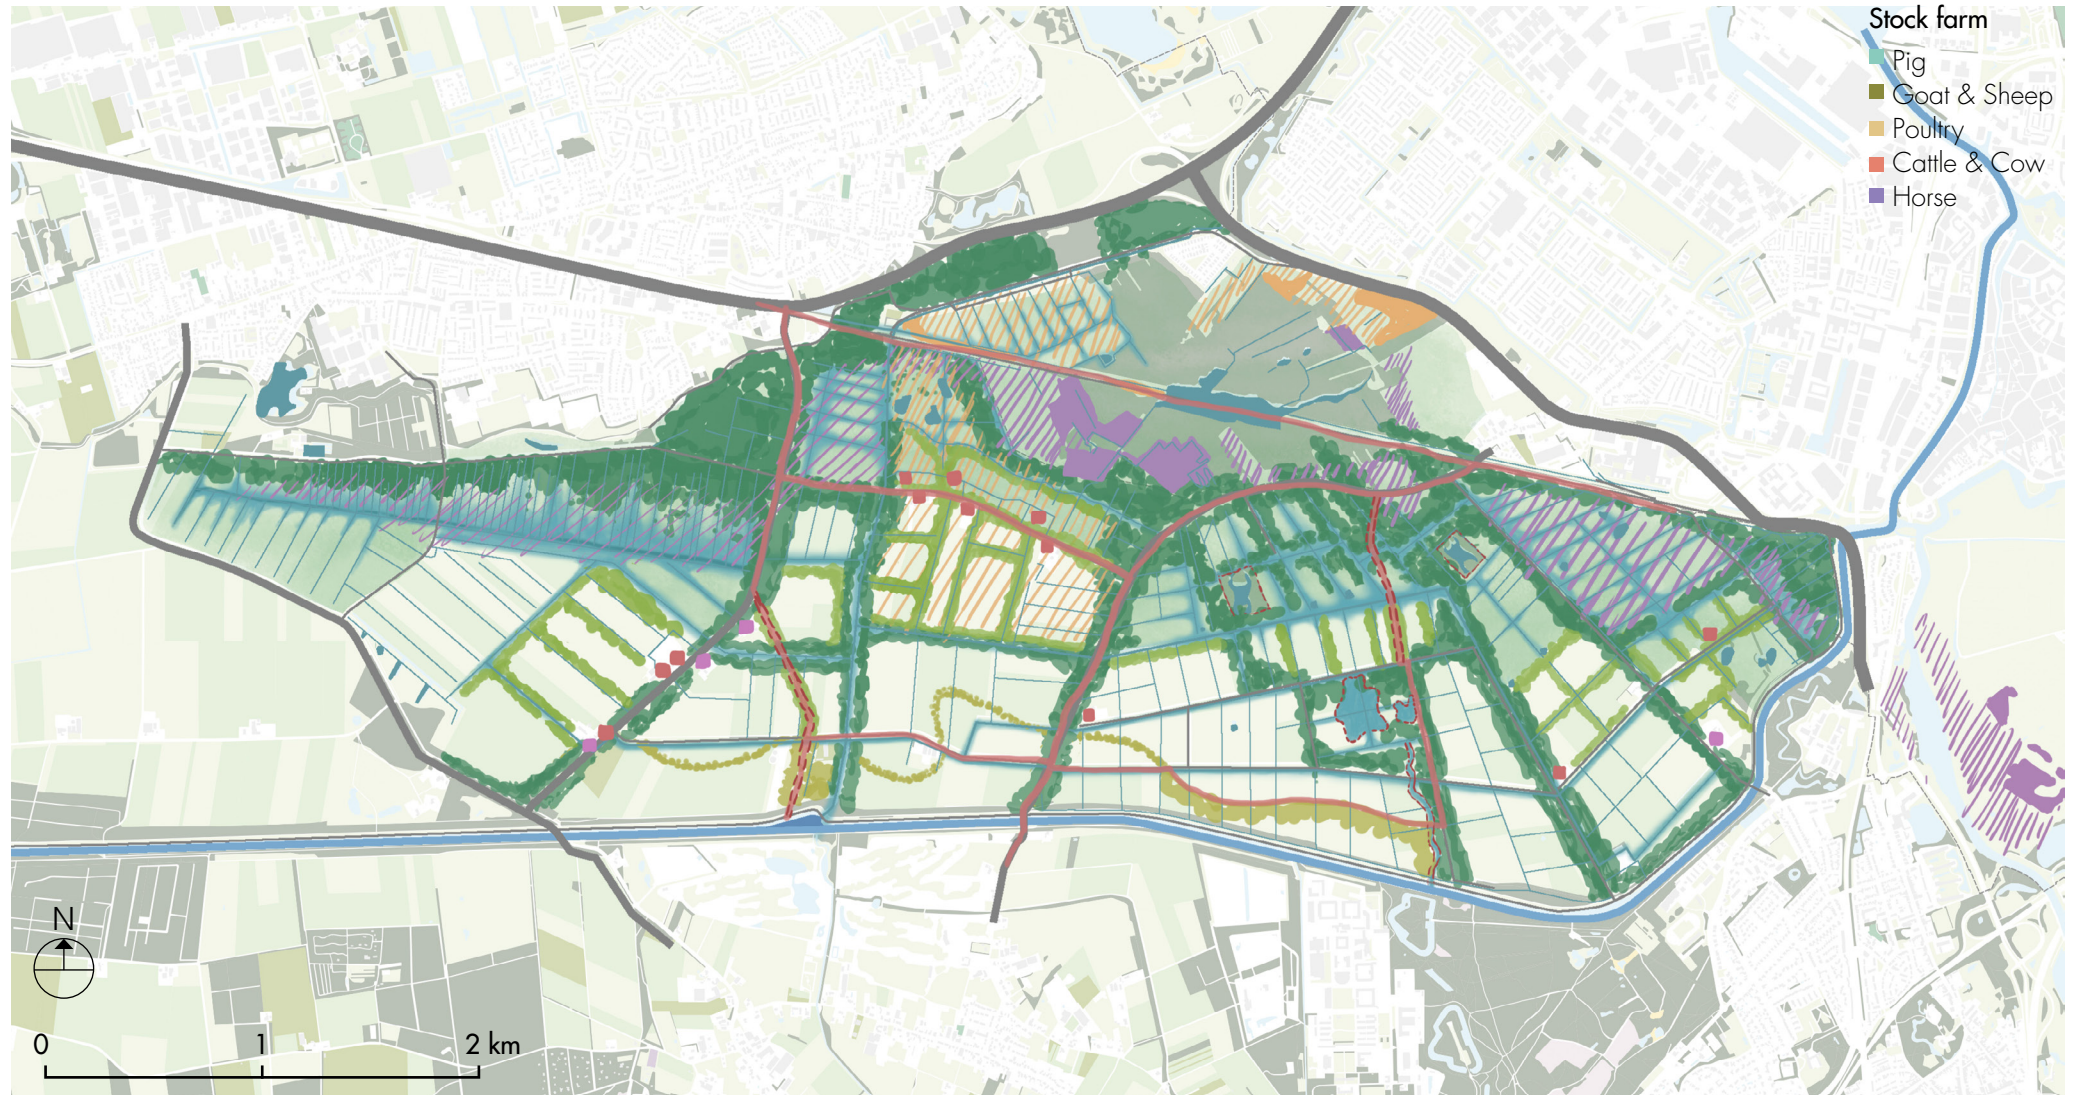 Stock farm
Pig
Goat & Sheep
Poultry
Cattle & Cow
Horse
N
0 1 2 km